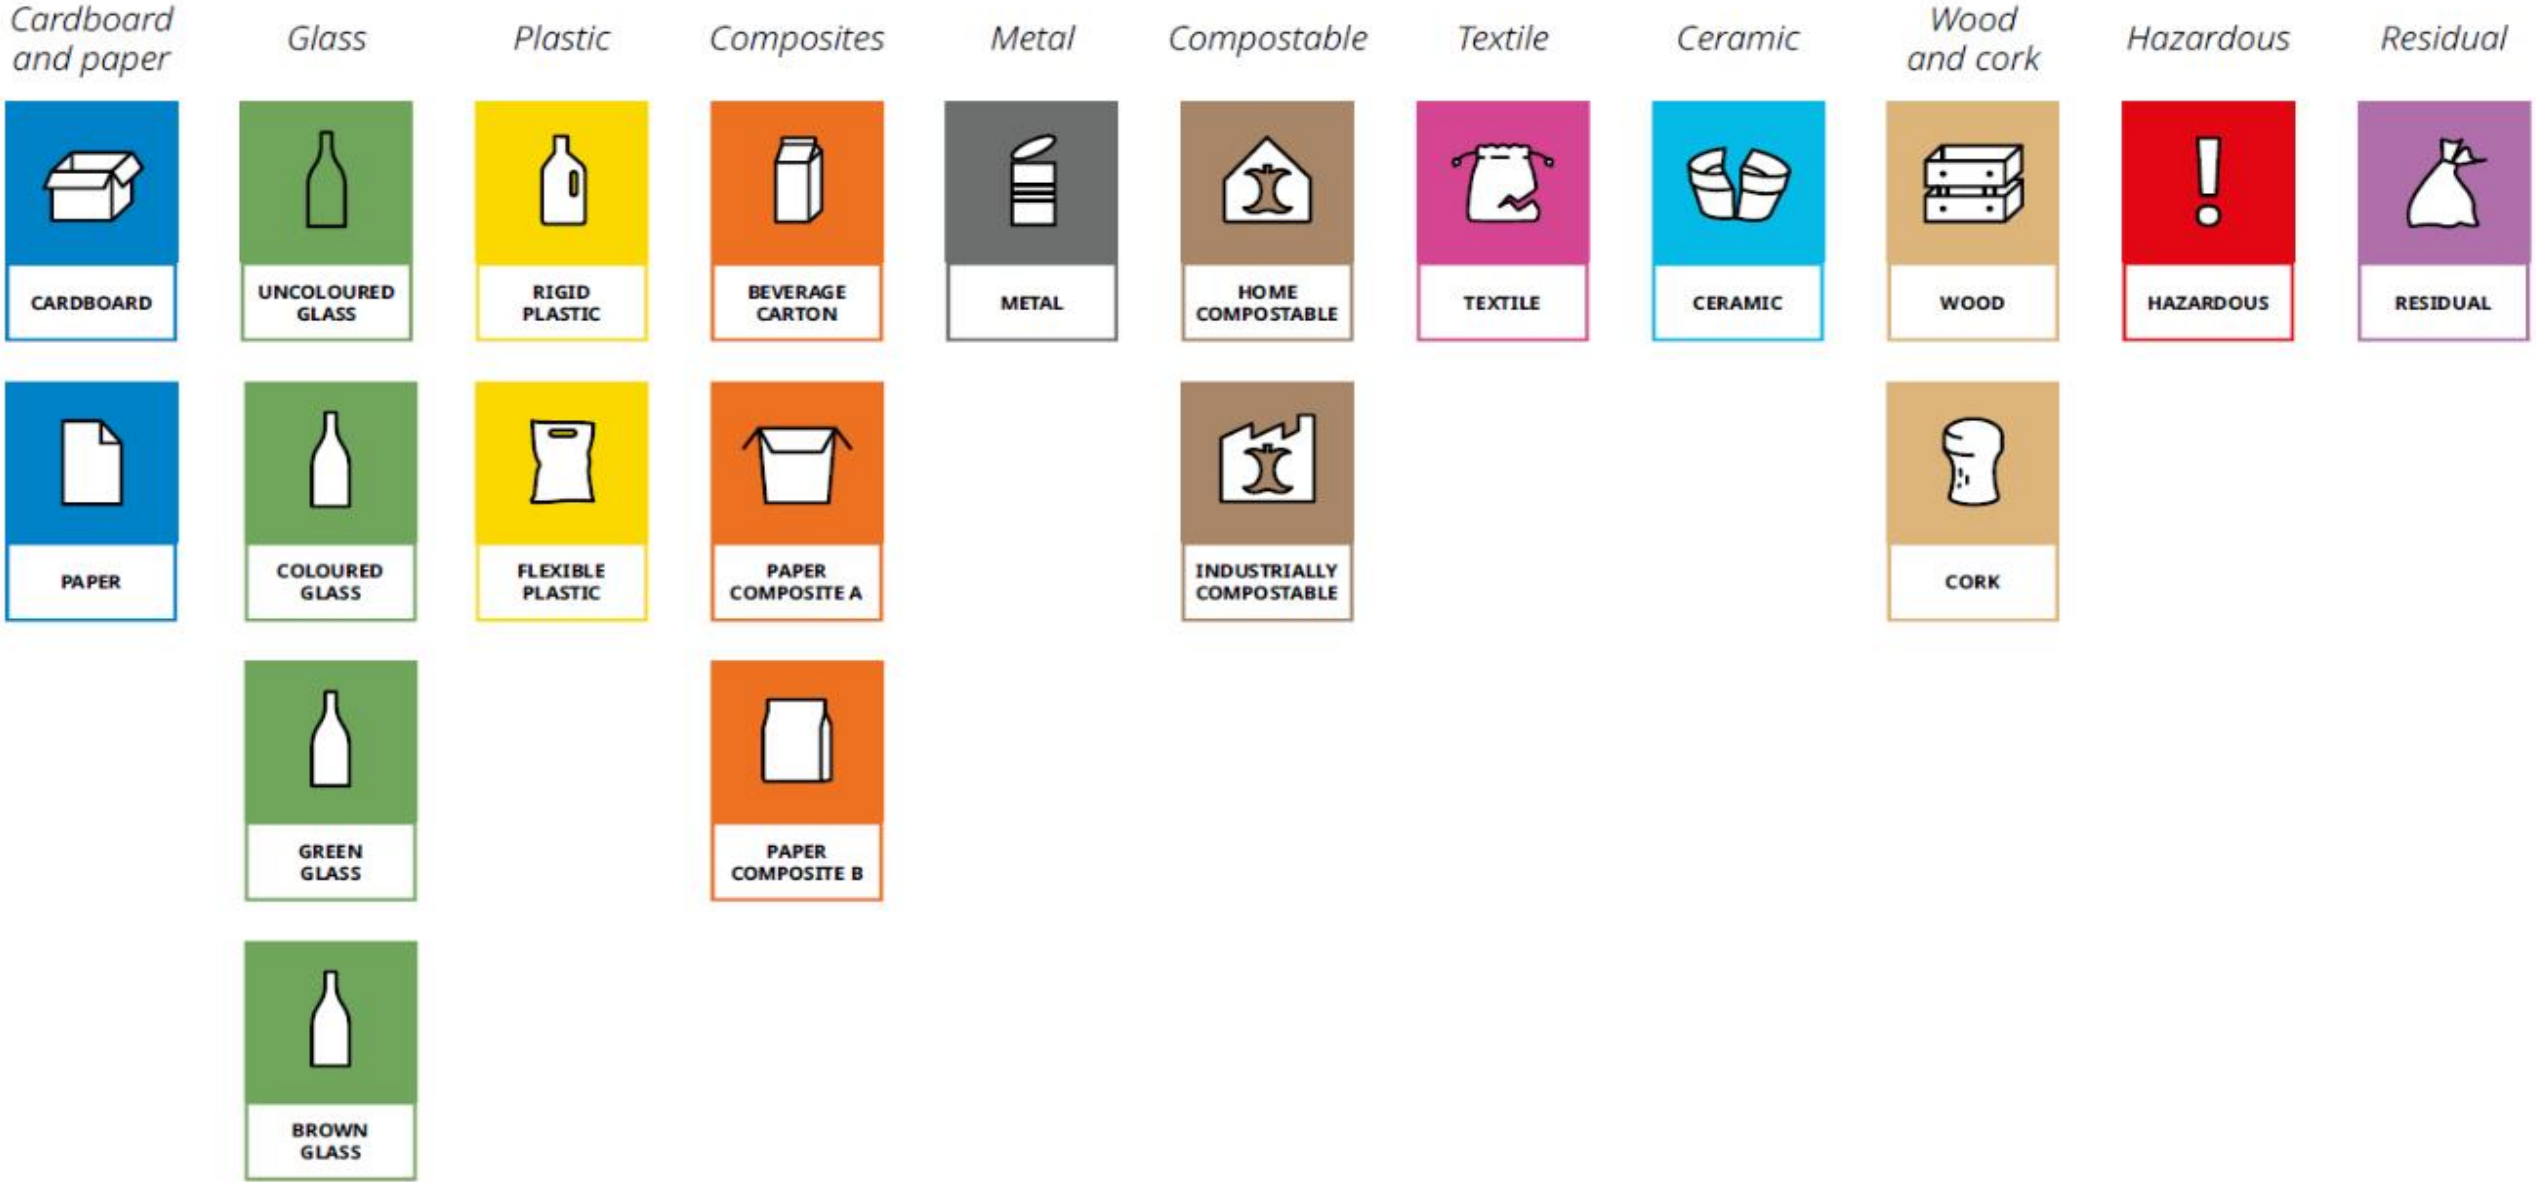 Cardboard
and paper
Glass
Plastic
Composites
Metal
Compostable
Textile
Ceramic
Wood
and cork
Hazardous
Residual
CARDBOARD
UNCOLOURED
GLASS
RIGID
PLASTIC
BEVERAGE
CARTON
METAL
HOME
COMPOSTABLE
TEXTILE
CERAMIC
WOOD
HAZARDOUS
RESIDUAL
PAPER
COLOURED
GLASS
FLEXIBLE
PLASTIC
PAPER
COMPOSITE A
INDUSTRIALLY
COMPOSTABLE
CORK
GREEN
GLASS
PAPER
COMPOSITE B
BROWN
GLASS